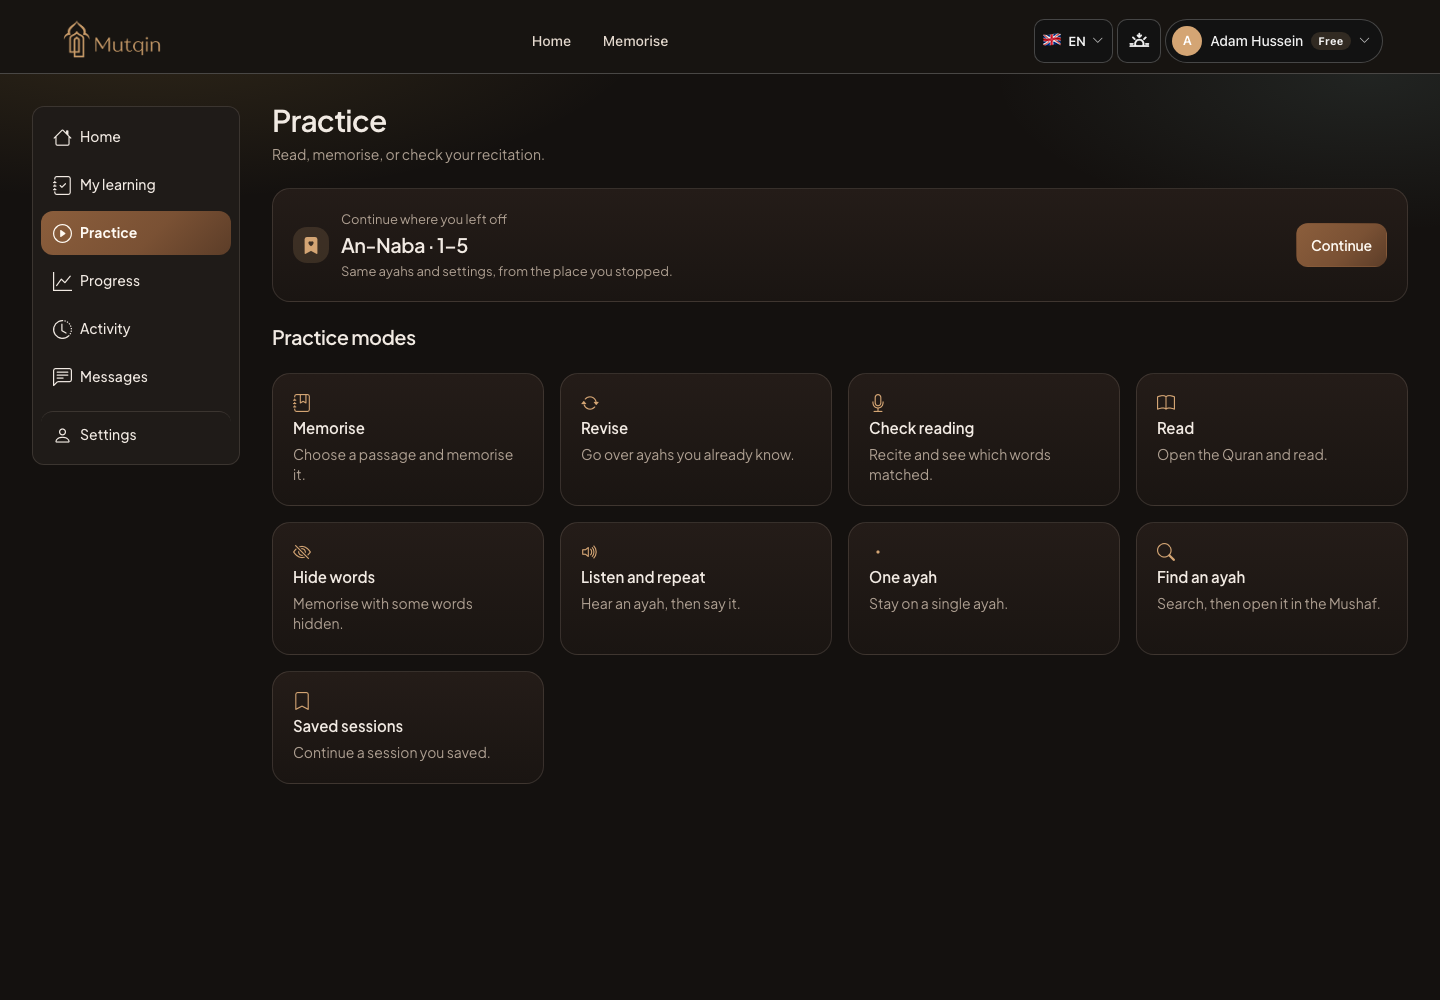 Mutqin
Home
Memorise
EN
A
Adam Hussein
Free
Home
My learning
Practice
Progress
Activity
Messages
Settings
Practice
Read, memorise, or check your recitation.
Continue where you left off
An-Naba · 1–5
Same ayahs and settings, from the place you stopped.
Continue
Practice modes
Memorise
Choose a passage and memorise
it.
Revise
Go over ayahs you already know.
Check reading
Recite and see which words
matched.
Read
Open the Quran and read.
Hide words
Memorise with some words
hidden.
Listen and repeat
Hear an ayah, then say it.
One ayah
Stay on a single ayah.
Find an ayah
Search, then open it in the Mushaf.
Saved sessions
Continue a session you saved.